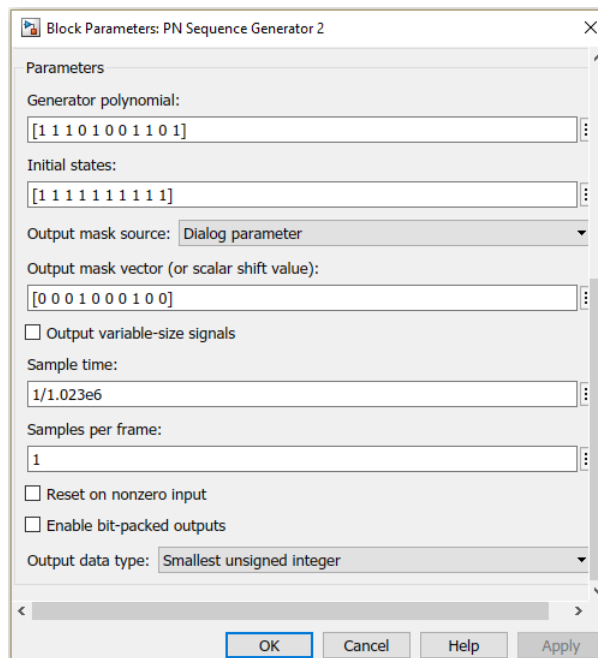 Block Parameters: PN Sequence Generator 2
Parameters
Generator polynomial:
[1 1 1 0 1 0 0 1 1 0 1]
Initial states:
[1 1 1 1 1 1 1 1 1 1]
Output mask source: Dialog parameter
Output mask vector (or scalar shift value):
[0 0 0 1 0 0 0 1 0 0]
Output variable-size signals
Sample time:
1/1.023e6
Samples per frame:
1
Reset on nonzero input
Enable bit-packed outputs
Output data type: Smallest unsigned integer
OK Cancel Help Apply